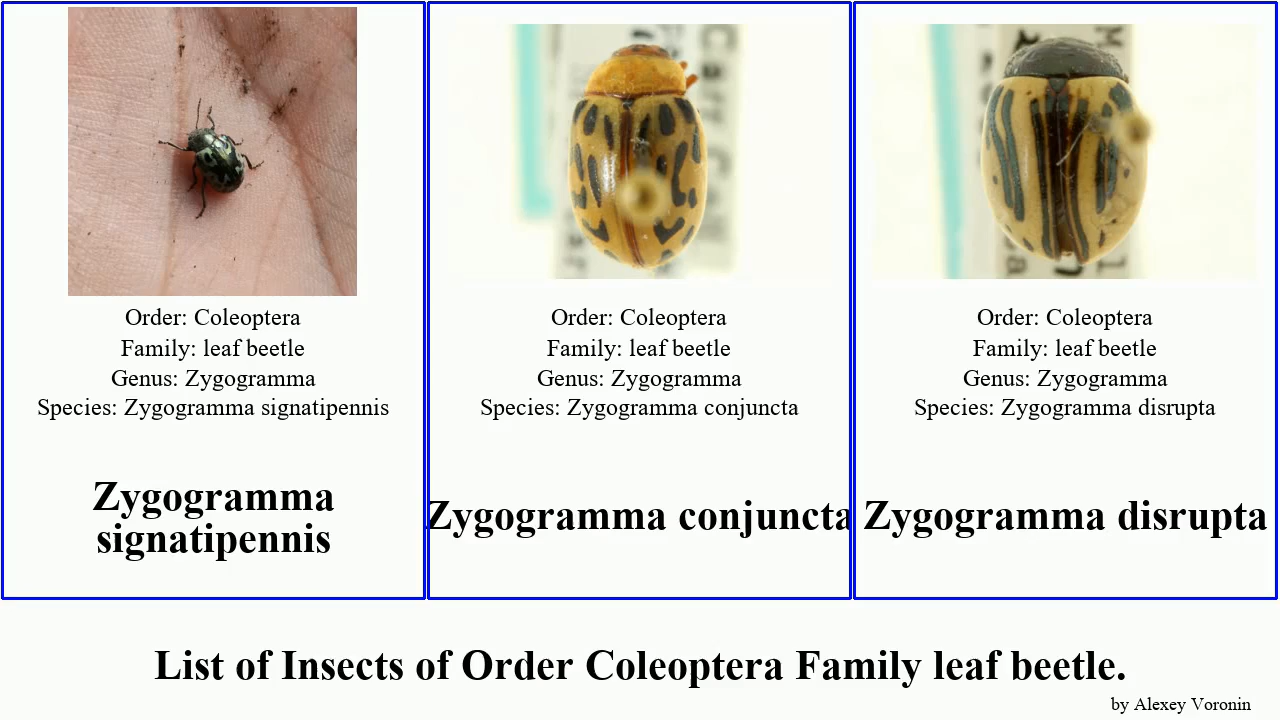 Order: Coleoptera
Family: leaf beetle
Genus: Zygogramma
Species: Zygogramma signatipennis
Zygogramma
signatipennis
Order: Coleoptera
Family: leaf beetle
Genus: Zygogramma
Species: Zygogramma conjuncta
Zygogramma conjuncta
Order: Coleoptera
Family: leaf beetle
Genus: Zygogramma
Species: Zygogramma disrupta
Zygogramma disrupta
List of Insects of Order Coleoptera Family leaf beetle.
by Alexey Voronin